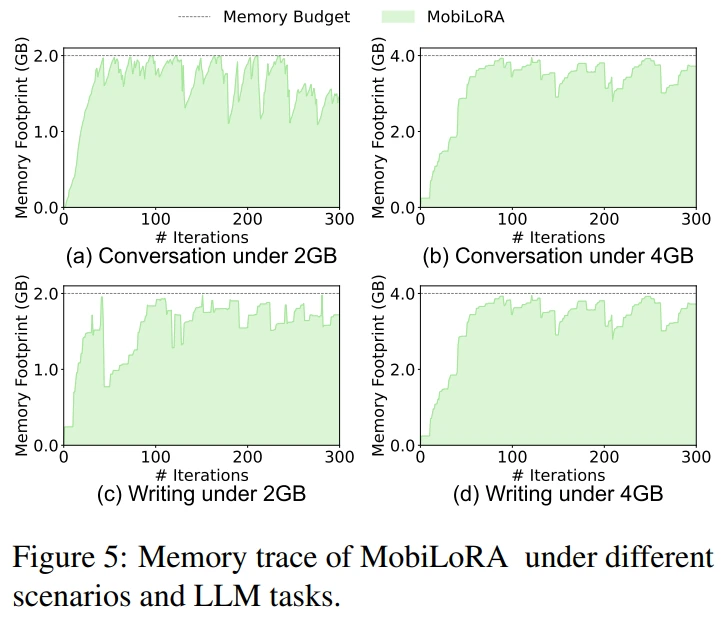 Memory Budget MobiLoRA
Memory Footprint (GB)
2.0
1.0
0.0
0 100 200 300
# Iterations
(a) Conversation under 2GB
Memory Footprint (GB)
4.0
2.0
0.0
0 100 200 300
# Iterations
(b) Conversation under 4GB
Memory Footprint (GB)
2.0
1.0
0.0
0 100 200 300
# Iterations
(c) Writing under 2GB
Memory Footprint (GB)
4.0
2.0
0.0
0 100 200 300
# Iterations
(d) Writing under 4GB
Figure 5: Memory trace of MobiLoRA under different
scenarios and LLM tasks.